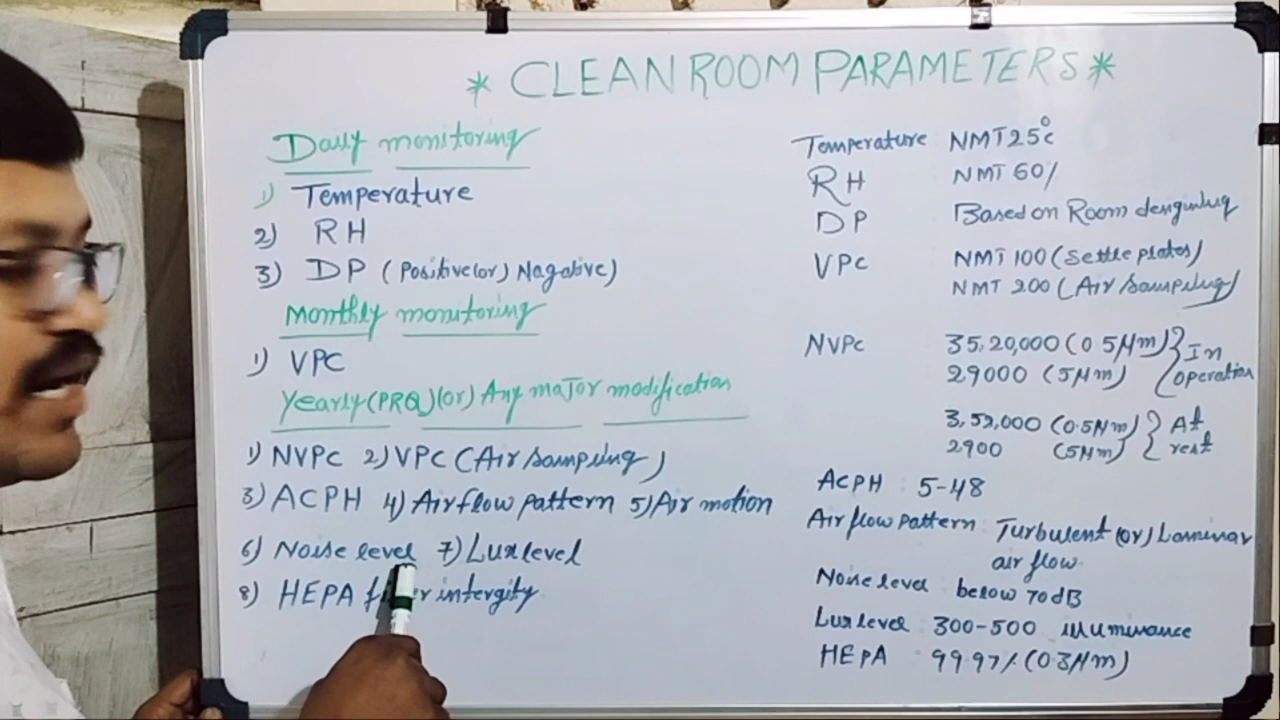 * CLEAN ROOM PARAMETERS *
Daily monitoring
1) Temperature
2) RH
3) DP (Positive(or) Nagative)
Monthly monitoring
1) VPC
Yearly(PRQ)(or) Any major modification
1) NVPC 2) VPC (Air sampling)
3) ACPH 4) Airflow pattern 5) Air motion
6) Noise level 7) Lux level
8) HEPA intergity
Temperature NMT 25°c
RH NMT 60%
DP Based on Room
VPC NMT 100 (Settle plates)
NMT 200 (Air Sampling)
NVPC 35,20,000 (0.5µm) } In
29000 (5µm) operation
3,52,000 (0.5µm) } At
2900 (5µm) rest
ACPH 5-48
Air flow pattern Turbulent (or) Laminar
air flow.
Noise level below 70dB
Lux level 300-500 illuminance
HEPA 99.97% (0.3µm)